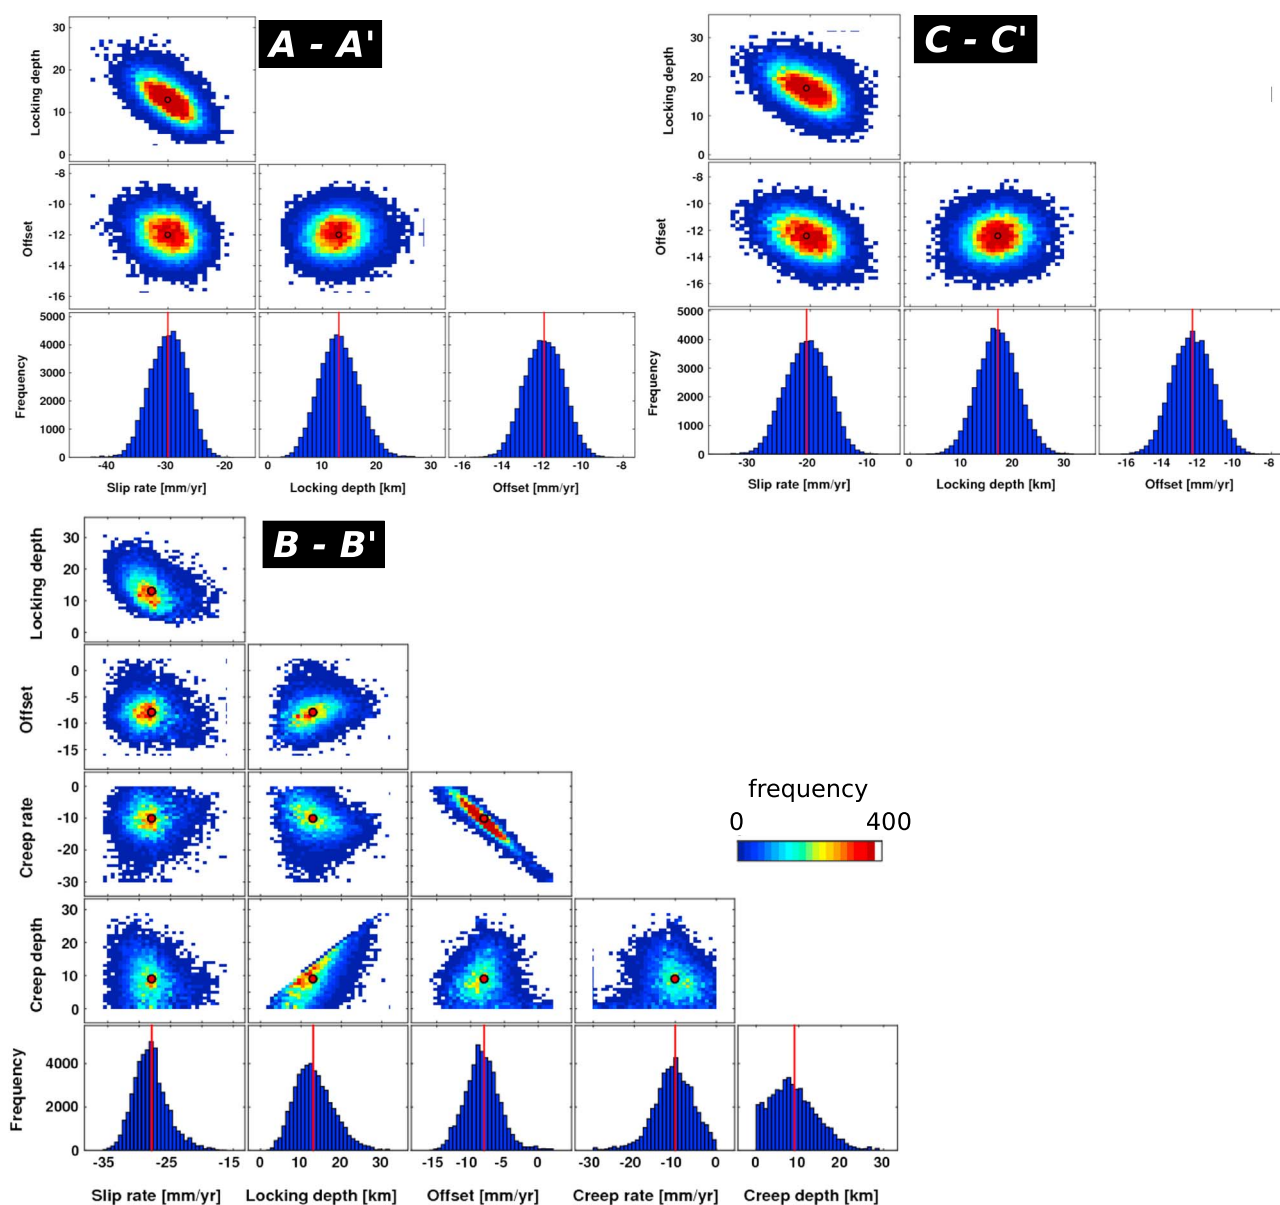 A - A'
Locking depth
30
20
10
0
Offset
-8
-10
-12
-14
-16
Frequency
5000
4000
3000
2000
1000
0
-40 -30 -20
0 10 20 30
-16 -14 -12 -10 -8
Slip rate [mm/yr] Locking depth [km] Offset [mm/yr]
C - C'
Locking depth
30
20
10
0
Offset
-8
-10
-12
-14
-16
Frequency
5000
4000
3000
2000
1000
0
-30 -20 -10
0 10 20 30
-16 -14 -12 -10 -8
Slip rate [mm/yr] Locking depth [km] Offset [mm/yr]
B - B'
Locking depth
30
20
10
0
Offset
0
-5
-10
-15
Creep rate
0
-10
-20
-30
frequency
0 400
Creep depth
30
20
10
0
Frequency
4000
2000
0
-35 -25 -15
0 10 20 30
-15 -10 -5 0
-30 -20 -10 0
0 10 20 30
Slip rate [mm/yr] Locking depth [km] Offset [mm/yr] Creep rate [mm/yr] Creep depth [km]